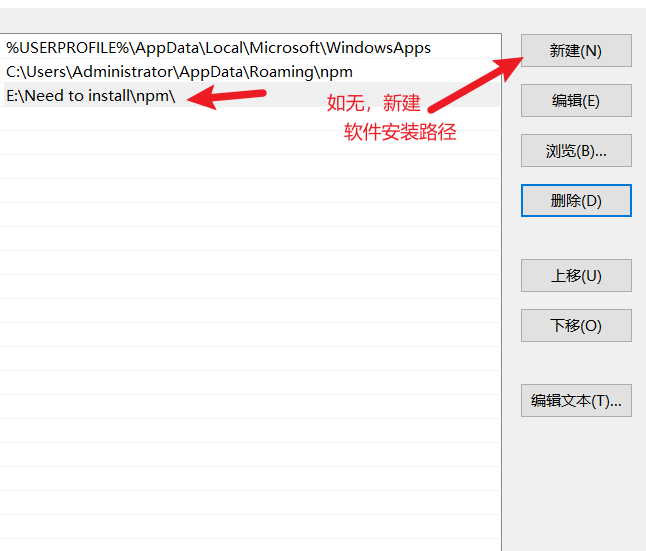 %USERPROFILE%\AppData\Local\Microsoft\WindowsApps
C:\Users\Administrator\AppData\Roaming\npm
E:\Need to install\npm\
如无，新建
软件安装路径
新建(N)
编辑(E)
浏览(B)...
删除(D)
上移(U)
下移(O)
编辑文本(T)...